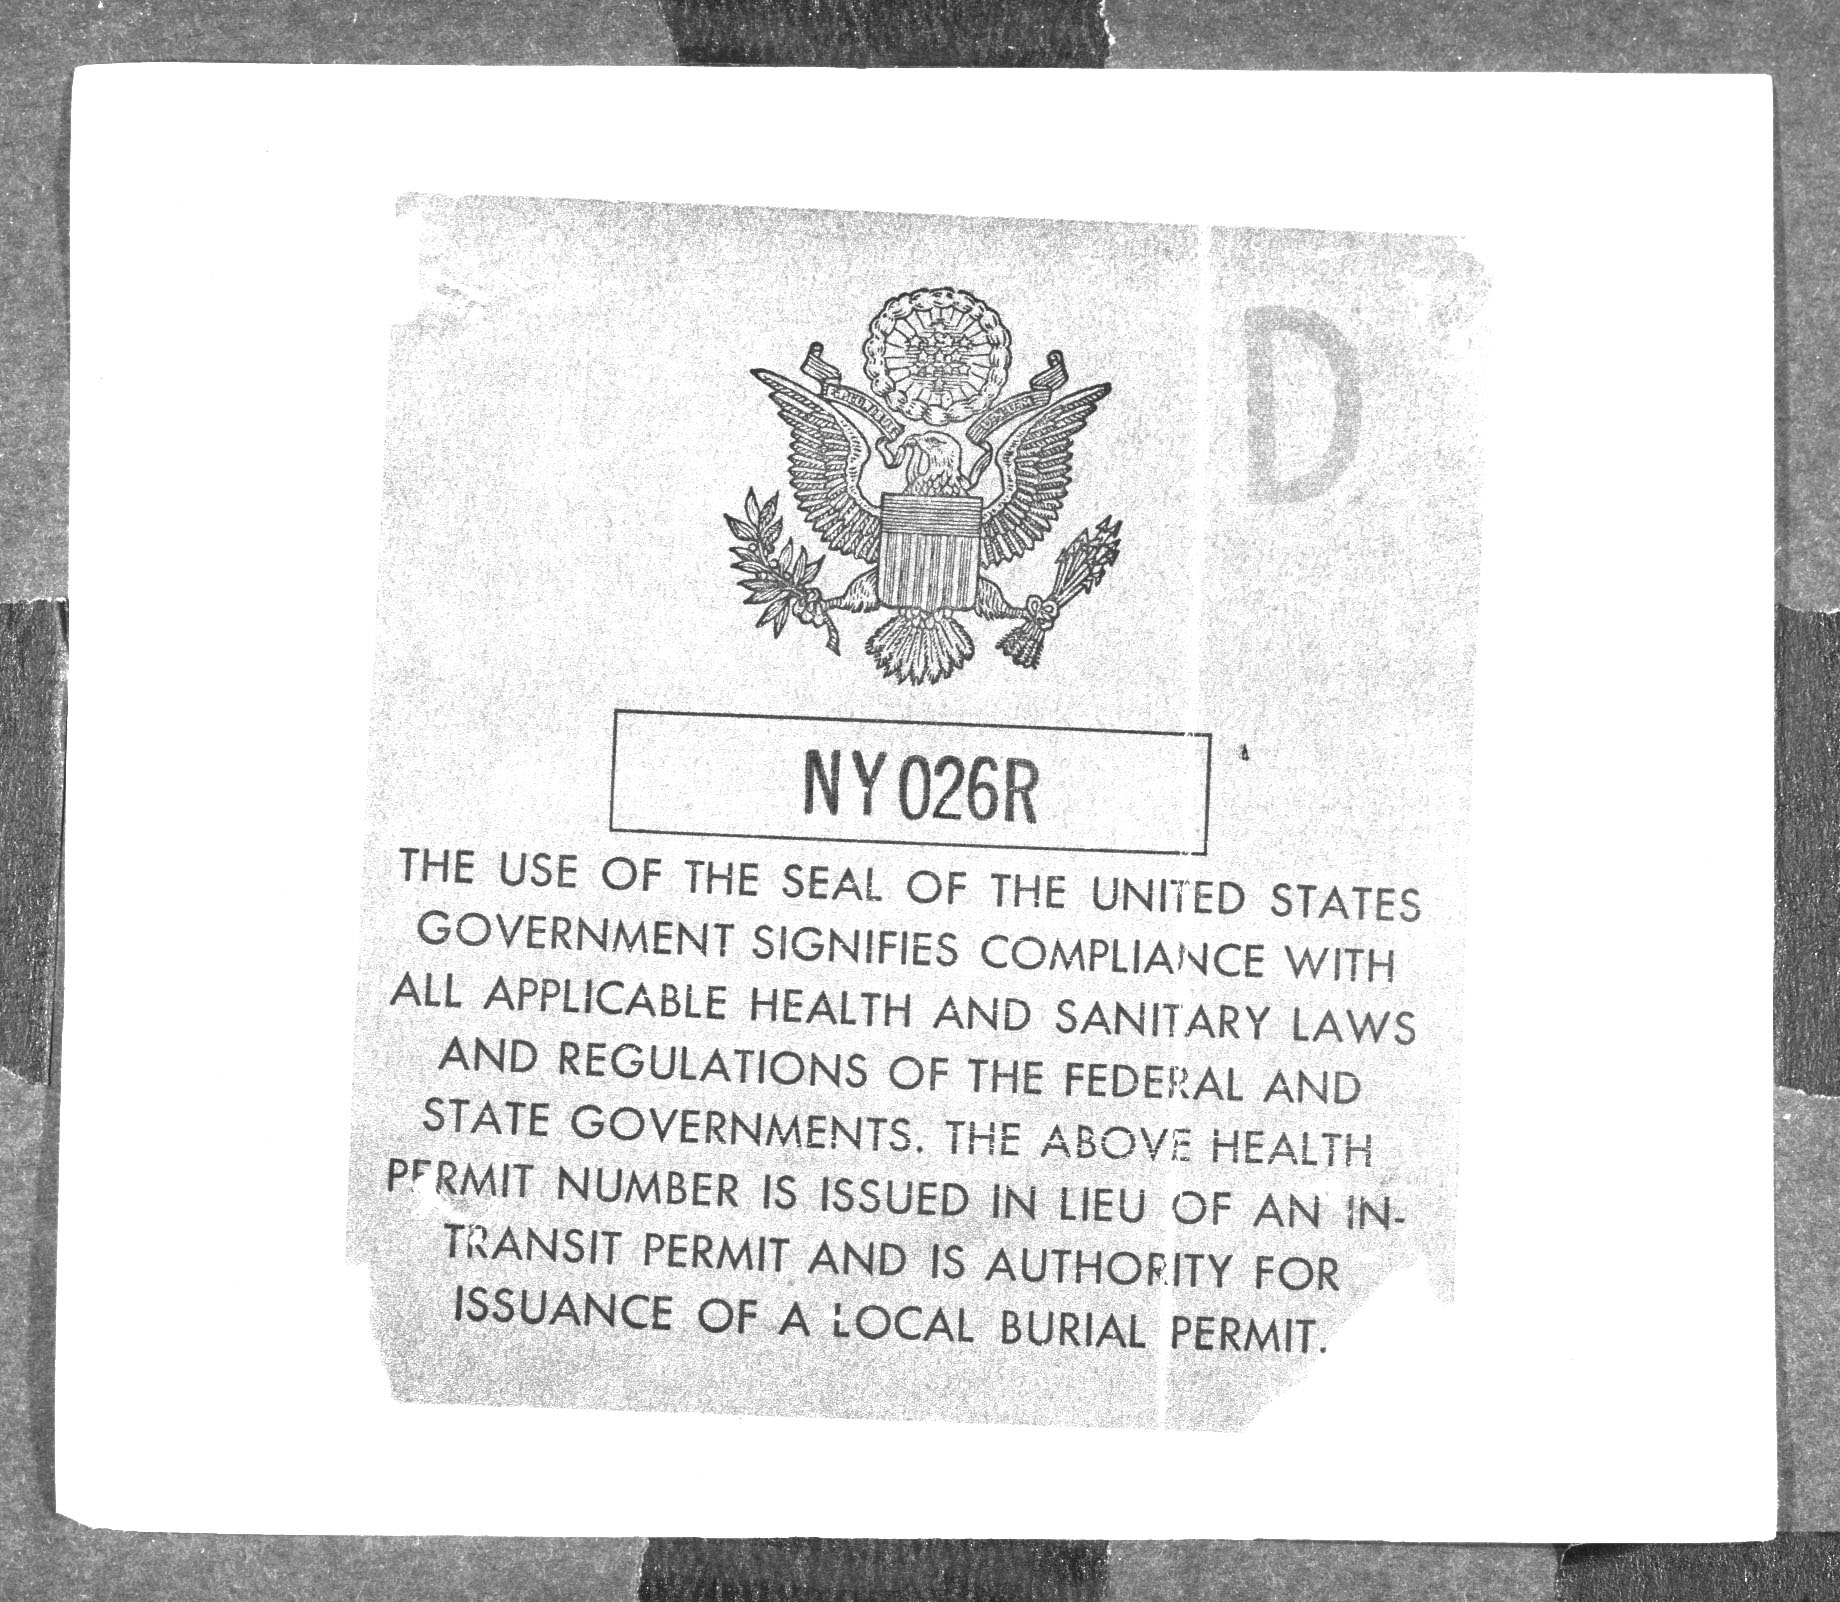 D
NY026R
THE USE OF THE SEAL OF THE UNITED STATES
GOVERNMENT SIGNIFIES COMPLIANCE WITH
ALL APPLICABLE HEALTH AND SANITARY LAWS
AND REGULATIONS OF THE FEDERAL AND
STATE GOVERNMENTS. THE ABOVE HEALTH
PERMIT NUMBER IS ISSUED IN LIEU OF AN IN-
TRANSIT PERMIT AND IS AUTHORITY FOR
ISSUANCE OF A LOCAL BURIAL PERMIT.